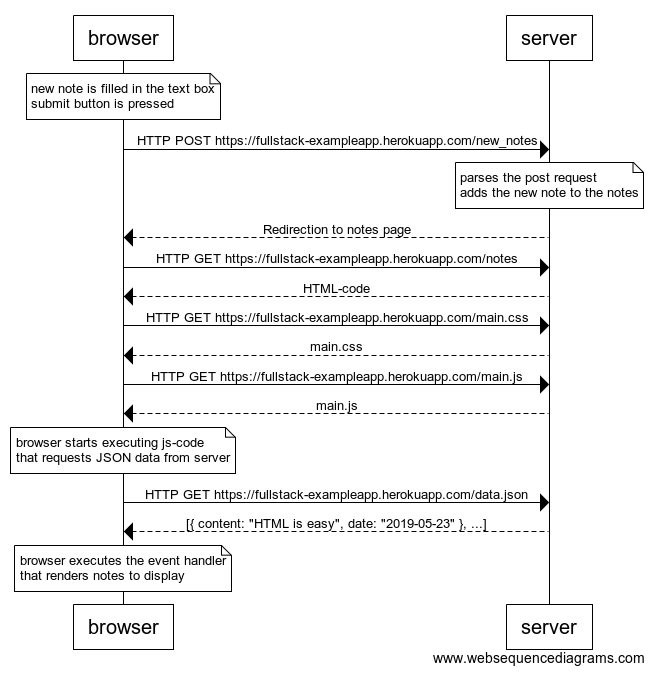 browser
server
new note is filled in the text box
submit button is pressed
HTTP POST https://fullstack-exampleapp.herokuapp.com/new_notes
parses the post request
adds the new note to the notes
Redirection to notes page
HTTP GET https://fullstack-exampleapp.herokuapp.com/notes
HTML-code
HTTP GET https://fullstack-exampleapp.herokuapp.com/main.css
main.css
HTTP GET https://fullstack-exampleapp.herokuapp.com/main.js
main.js
browser starts executing js-code
that requests JSON data from server
HTTP GET https://fullstack-exampleapp.herokuapp.com/data.json
[{ content: "HTML is easy", date: "2019-05-23" }, ...]
browser executes the event handler
that renders notes to display
browser
server
www.websequencediagrams.com